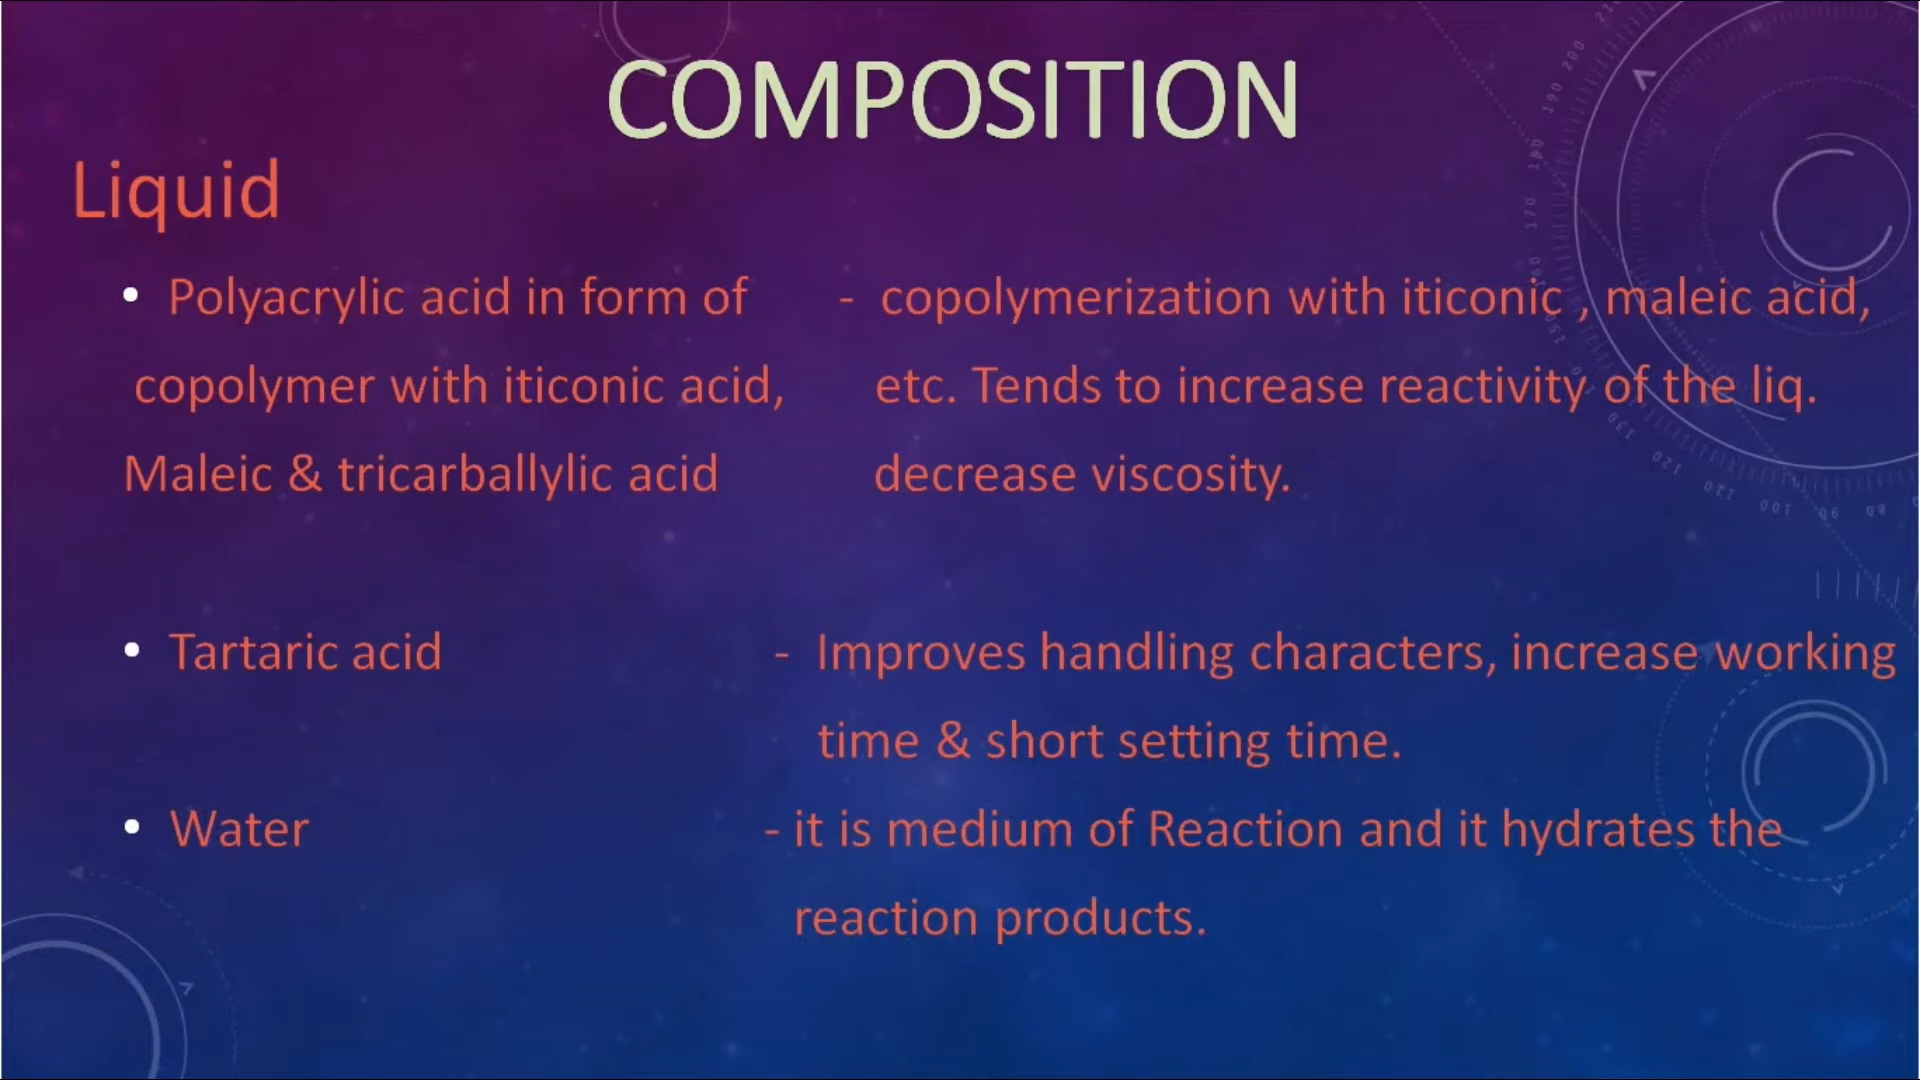 COMPOSITION
Liquid
• Polyacrylic acid in form of - copolymerization with iticonic , maleic acid,
copolymer with iticonic acid, etc. Tends to increase reactivity of the liq.
Maleic & tricarballylic acid decrease viscosity.
• Tartaric acid - Improves handling characters, increase working
time & short setting time.
• Water - it is medium of Reaction and it hydrates the
reaction products.